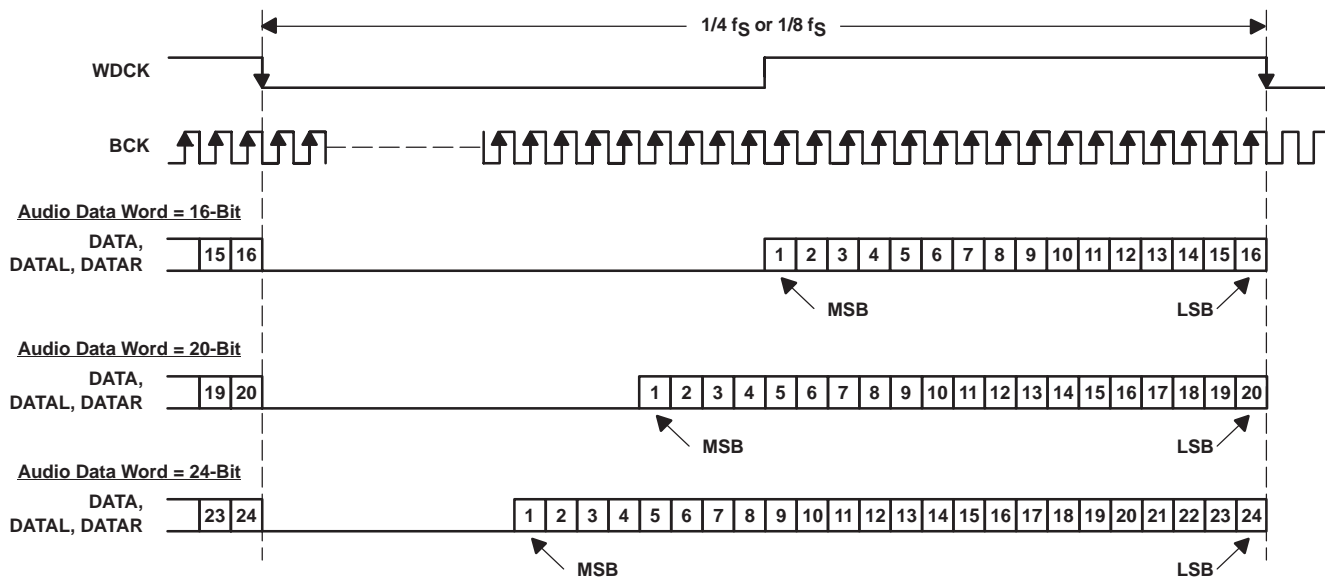 1/4 fS or 1/8 fS
WDCK
BCK
Audio Data Word = 16-Bit
DATA,
DATAL, DATAR
15 16 1 2 3 4 5 6 7 8 9 10 11 12 13 14 15 16
MSB LSB
Audio Data Word = 20-Bit
DATA,
DATAL, DATAR
19 20 1 2 3 4 5 6 7 8 9 10 11 12 13 14 15 16 17 18 19 20
MSB LSB
Audio Data Word = 24-Bit
DATA,
DATAL, DATAR
23 24 1 2 3 4 5 6 7 8 9 10 11 12 13 14 15 16 17 18 19 20 21 22 23 24
MSB LSB